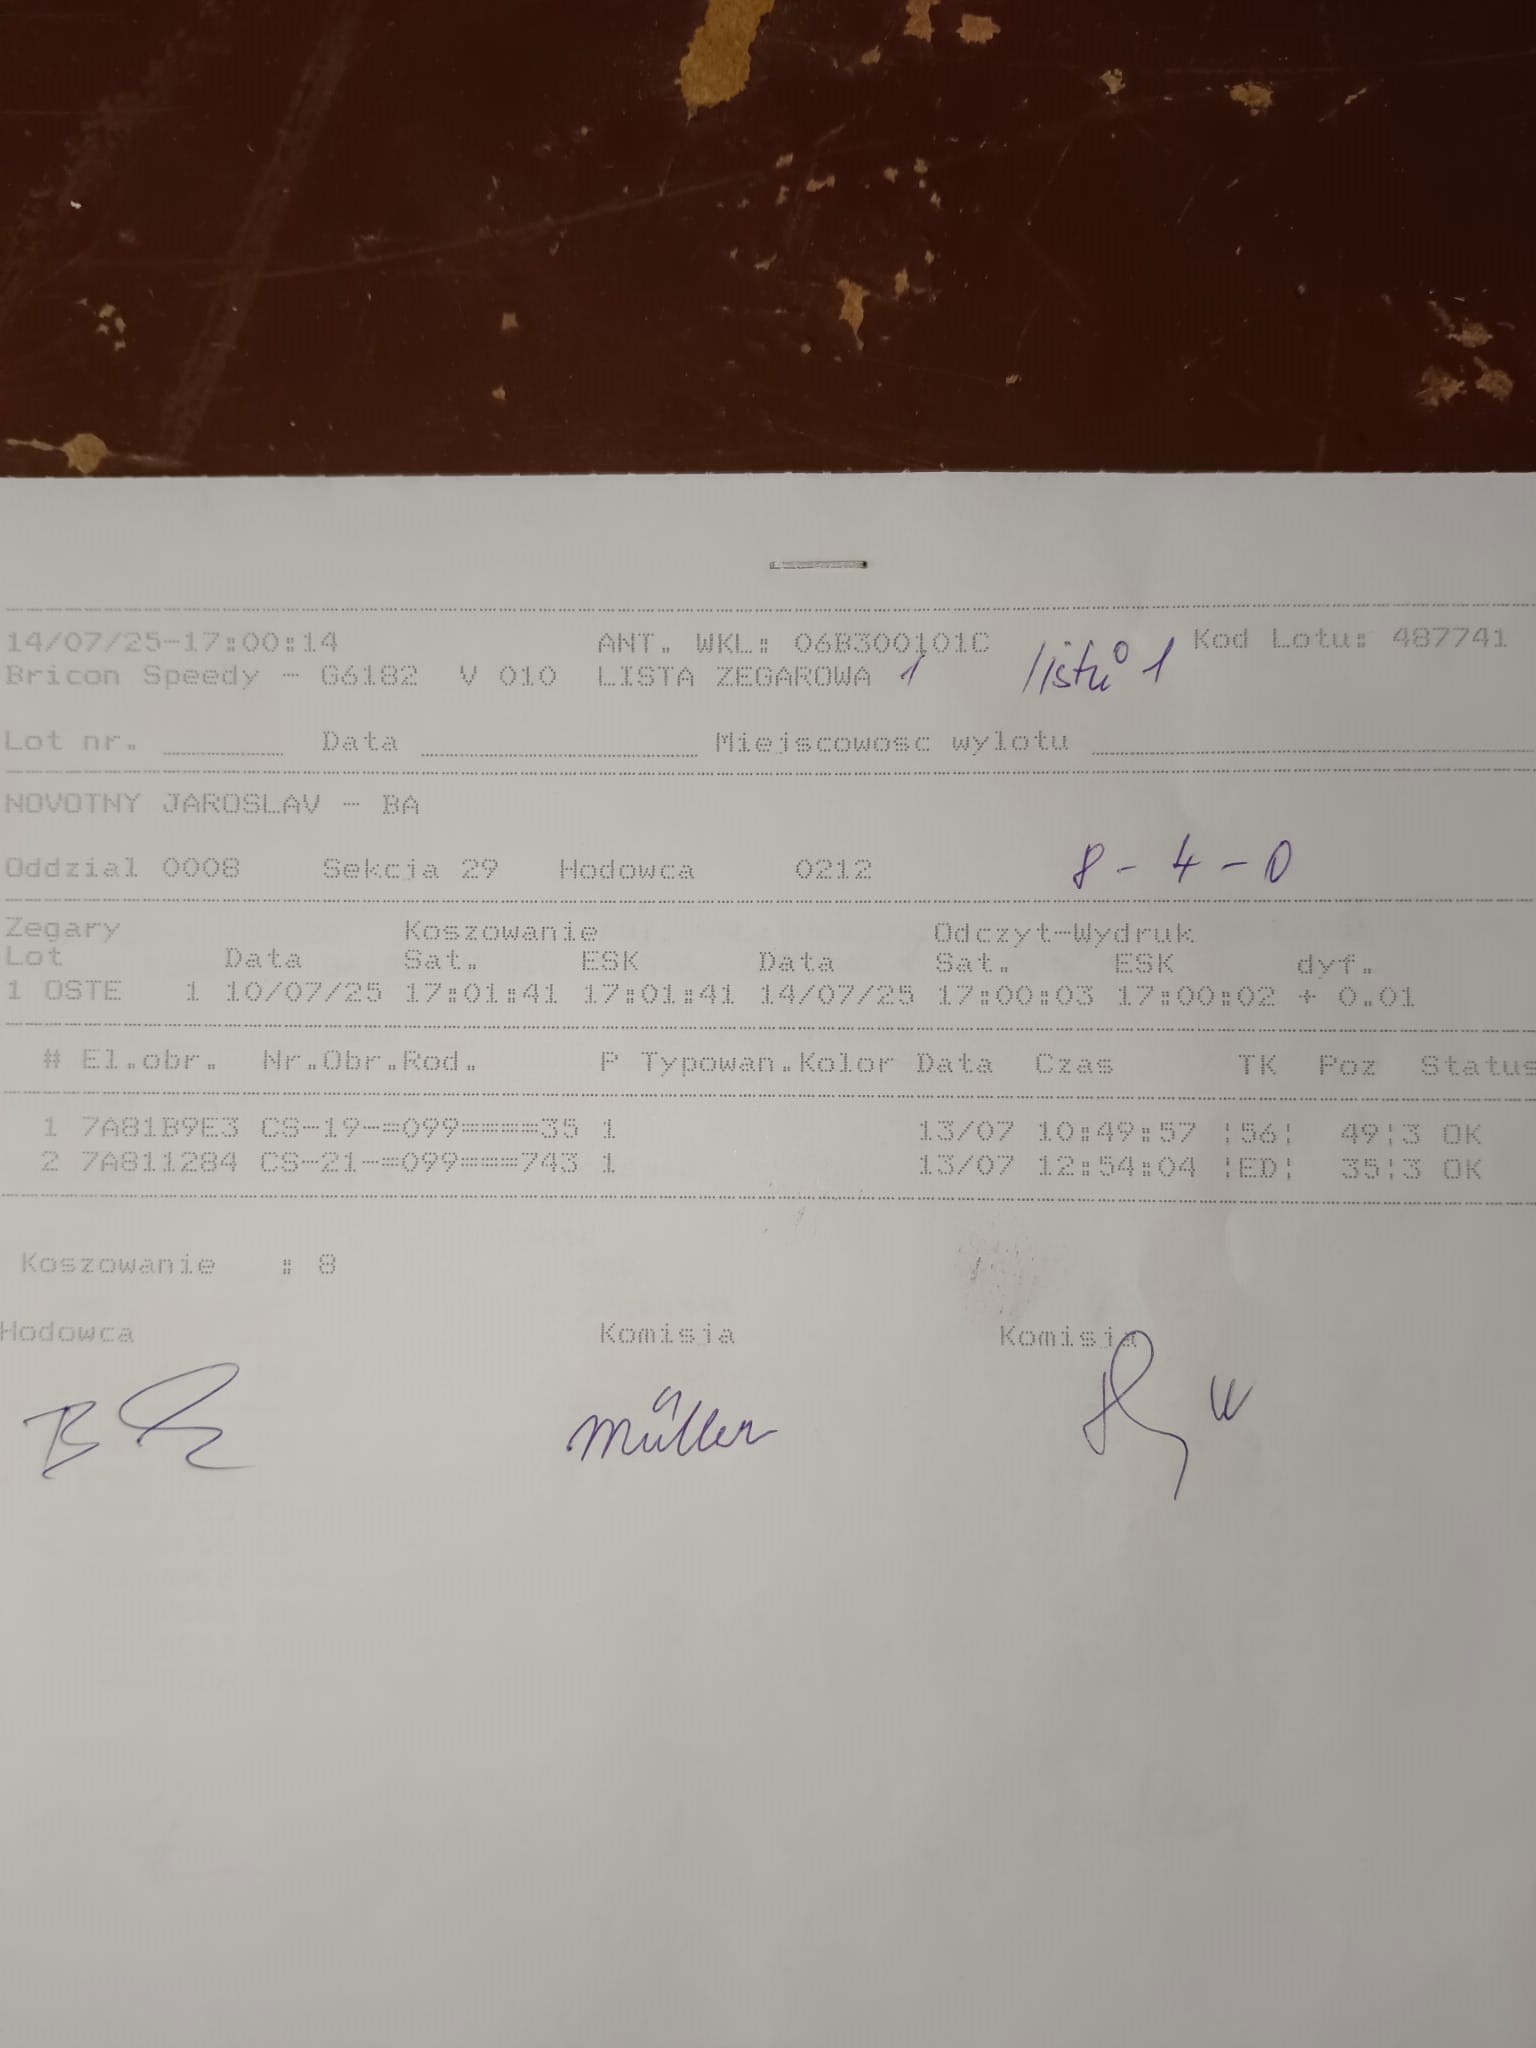 14/07/25-17:00:14 ANT. WKL: 06B300101C Kod Lotu: 487741
Bricon Speedy - G6182 V 010 LISTA ZEGAROWA 1 listů 1
Lot nr. Data Miejscowosc wylotu
NOVOTNY JAROSLAV - BA
Oddzial 0008 Sekcja 29 Hodowca 0212 8 - 4 - 0
Zegary Koszowanie Odczyt-Wydruk
Lot Data Sat. ESK Data Sat. ESK dyf.
1 OSTE 1 10/07/25 17:01:41 17:01:41 14/07/25 17:00:03 17:00:02 + 0.01
# El.obr. Nr.Obr.Rod. P Typowan.Kolor Data Czas TK Poz Status
1 7A81B9E3 CS-19-=099====35 1 13/07 10:49:57 ¦56¦ 49¦3 OK
2 7A811284 CS-21-=099===743 1 13/07 12:54:04 ¦ED¦ 35¦3 OK
Koszowanie : 8
Hodowca Komisja Komisja
Müller